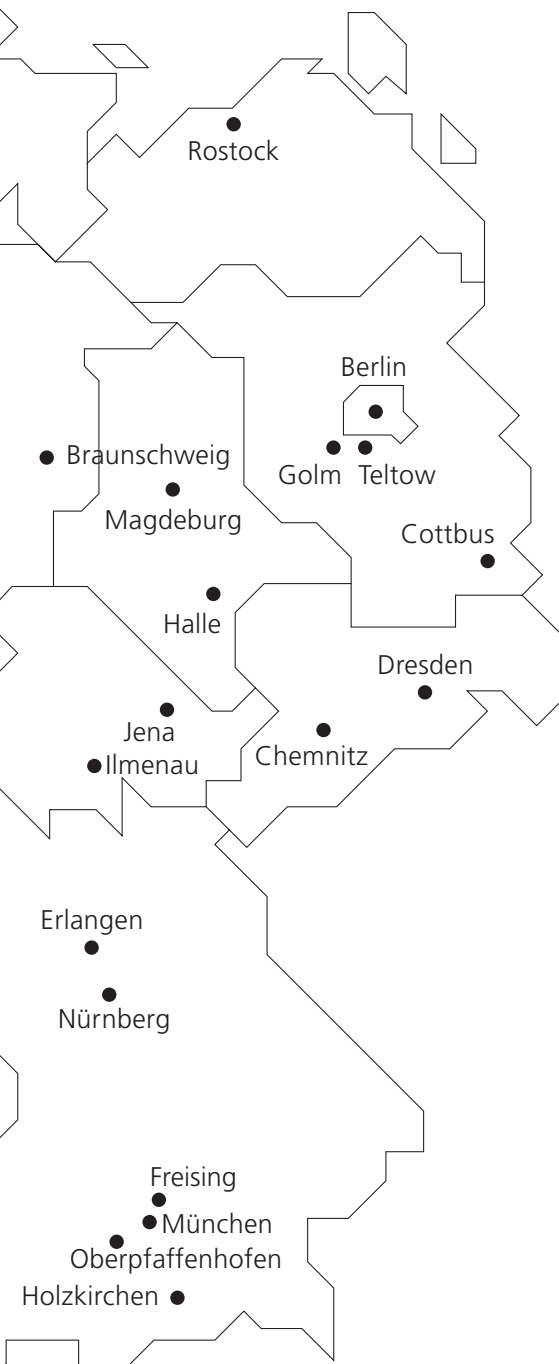 Rostock
Berlin
Braunschweig
Golm
Teltow
Magdeburg
Cottbus
Halle
Dresden
Jena
Chemnitz
Ilmenau
Erlangen
Nürnberg
Freising
München
Oberpfaffenhofen
Holzkirchen